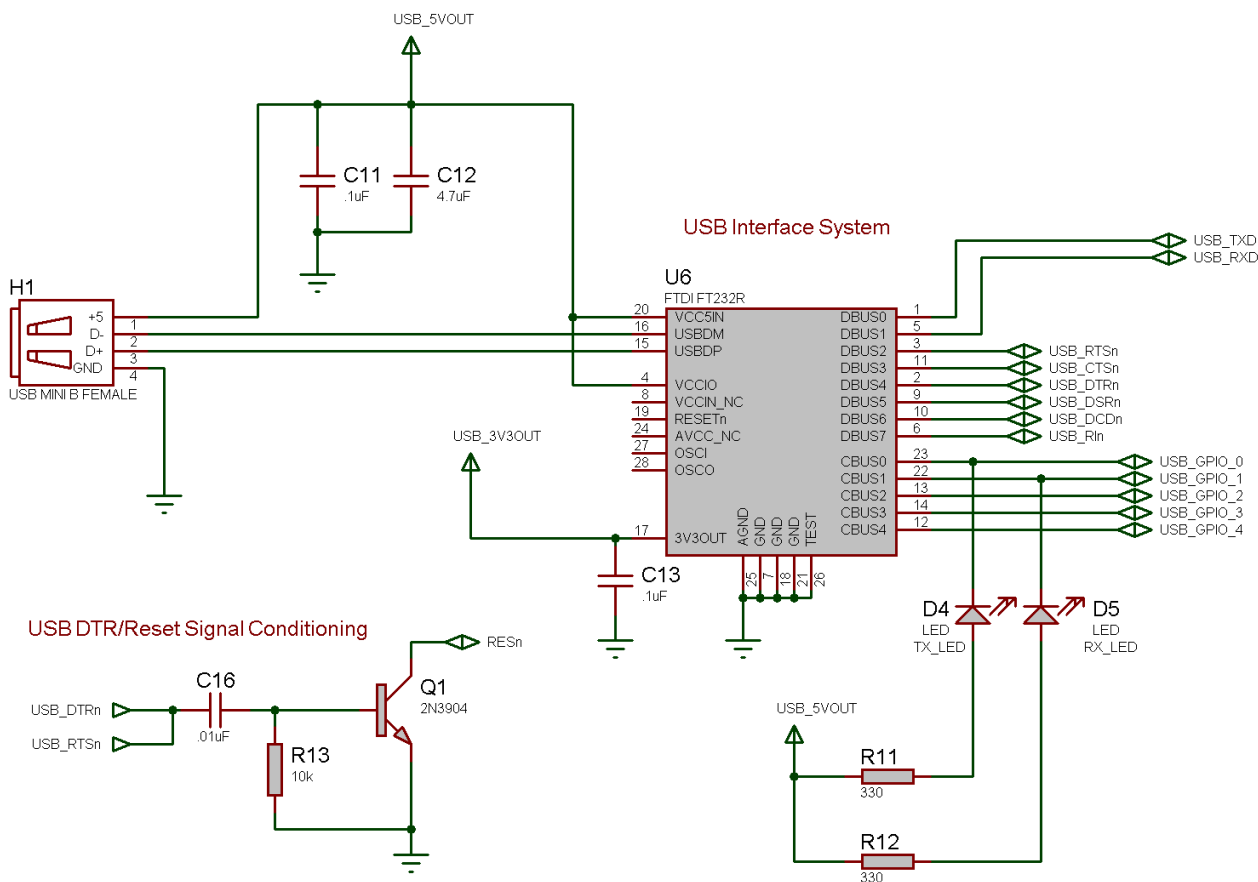 USB_5VOUT
C11
.1uF
C12
4.7uF
USB Interface System
USB_TXD
USB_RXD
H1
+5
D-
D+
GND
1
2
3
4
USB MINI B FEMALE
U6
FTDI FT232R
20 VCC5IN
16 USBDM
15 USBDP
4 VCCIO
8 VCCIN_NC
19 RESETn
24 AVCC_NC
27 OSCI
28 OSCO
17 3V3OUT
DBUS0 1
DBUS1 5
DBUS2 3 USB_RTSn
DBUS3 11 USB_CTSn
DBUS4 2 USB_DTRn
DBUS5 9 USB_DSRn
DBUS6 10 USB_DCDn
DBUS7 6 USB_RIn
CBUS0 23 USB_GPIO_0
CBUS1 22 USB_GPIO_1
CBUS2 13 USB_GPIO_2
CBUS3 14 USB_GPIO_3
CBUS4 12 USB_GPIO_4
AGND
GND
GND
GND
TEST
25
7
18
21
26
USB_3V3OUT
C13
.1uF
D4
LED
TX_LED
D5
LED
RX_LED
USB DTR/Reset Signal Conditioning
RESn
C16
.01uF
USB_DTRn
USB_RTSn
Q1
2N3904
R13
10k
USB_5VOUT
R11
330
R12
330